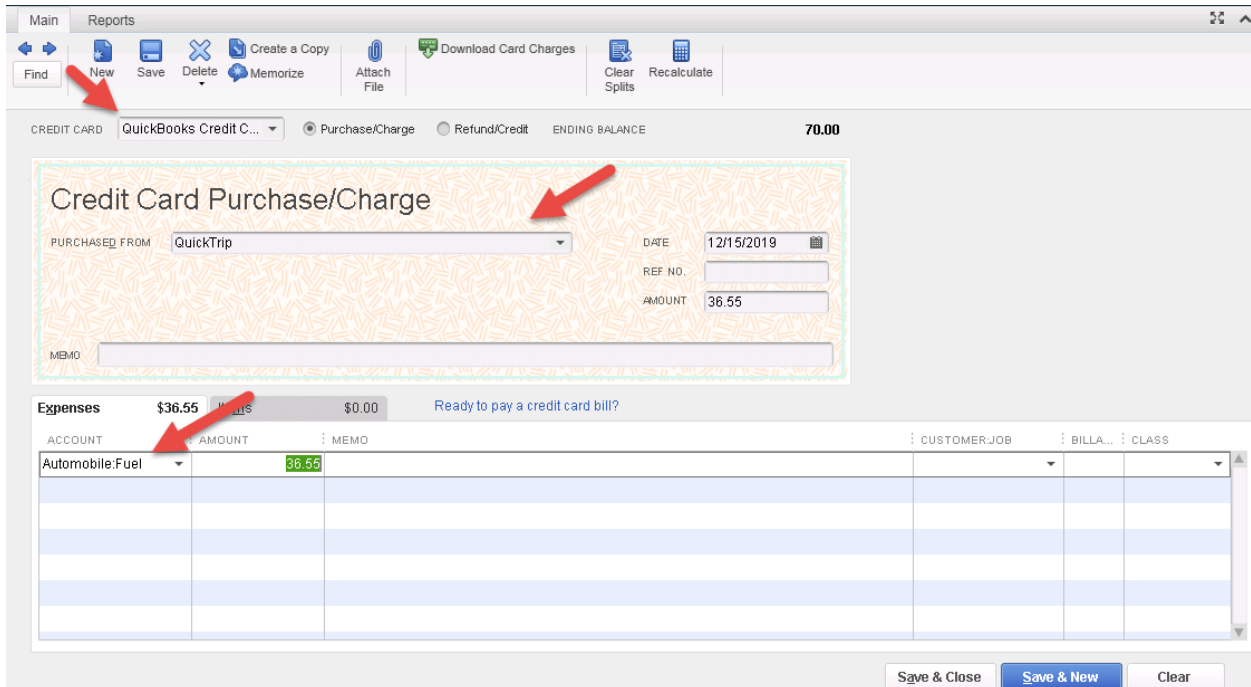 Main Reports
Find New Save Delete Create a Copy Memorize Attach File Download Card Charges Clear Splits Recalculate
CREDIT CARD QuickBooks Credit C... Purchase/Charge Refund/Credit ENDING BALANCE 70.00
Credit Card Purchase/Charge
PURCHASED FROM QuickTrip DATE 12/15/2019
REF NO.
AMOUNT 36.55
MEMO
Expenses $36.55 $0.00 Ready to pay a credit card bill?
ACCOUNT AMOUNT MEMO CUSTOMER:JOB BILLA... CLASS
Automobile:Fuel 36.55
Save & Close Save & New Clear